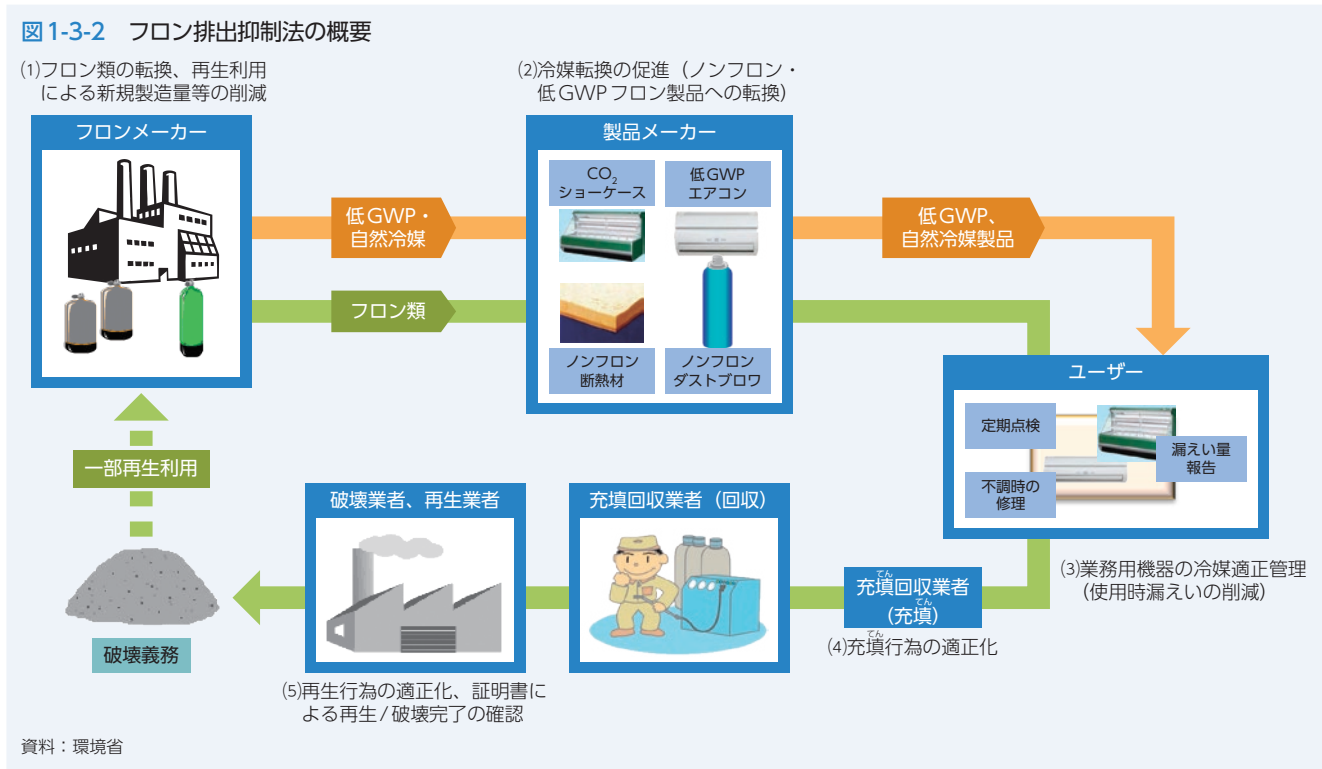 図1-3-2 フロン排出抑制法の概要
(1)フロン類の転換、再生利用
による新規製造量等の削減
フロンメーカー
(2)冷媒転換の促進（ノンフロン・
低GWPフロン製品への転換）
製品メーカー
CO₂
ショーケース
低GWP
エアコン
ノンフロン
断熱材
ノンフロン
ダストブロワ
低GWP・
自然冷媒
フロン類
低GWP、
自然冷媒製品
ユーザー
定期点検
漏えい量
報告
不調時の
修理
(3)業務用機器の冷媒適正管理
（使用時漏えいの削減）
てん
充塡回収業者
てん
（充塡）
てん
(4)充塡行為の適正化
充塡回収業者（回収）
破壊業者、再生業者
(5)再生行為の適正化、証明書に
よる再生/破壊完了の確認
一部再生利用
破壊義務
資料：環境省